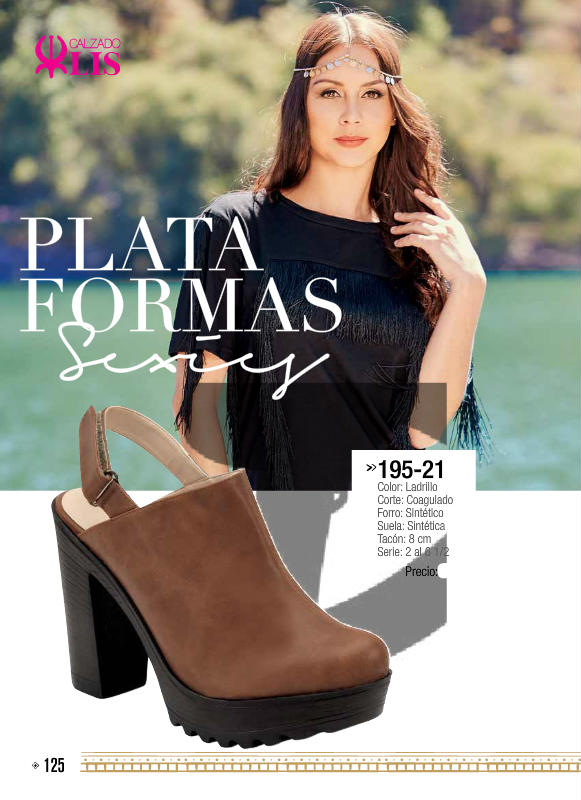 CALZADO
LIS
PLATA
FORMAS
Sexies
195-21
Color: Ladrillo
Corte: Coagulado
Forro: Sintético
Suela: Sintética
Tacón: 8 cm
Serie: 2 al 6 1/2
Precio:
125